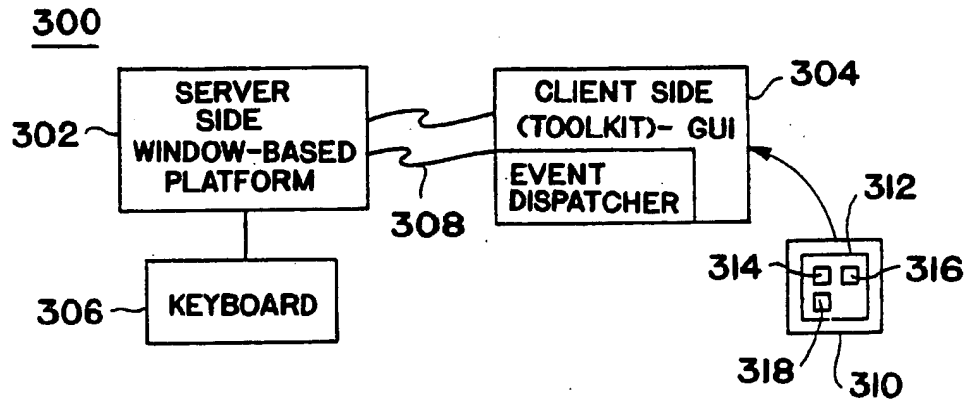 300
302
SERVER
SIDE
WINDOW-BASED
PLATFORM
308
CLIENT SIDE
(TOOLKIT)- GUI
EVENT
DISPATCHER
304
306
KEYBOARD
312
314
316
318
310